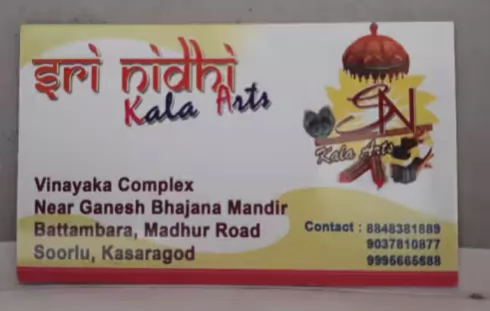 Sri Nidhi
Kala Arts
SN
Kala Arts
Vinayaka Complex
Near Ganesh Bhajana Mandir
Battambara, Madhur Road
Soorlu, Kasaragod
Contact : 8848381889
9037810877
9995665588